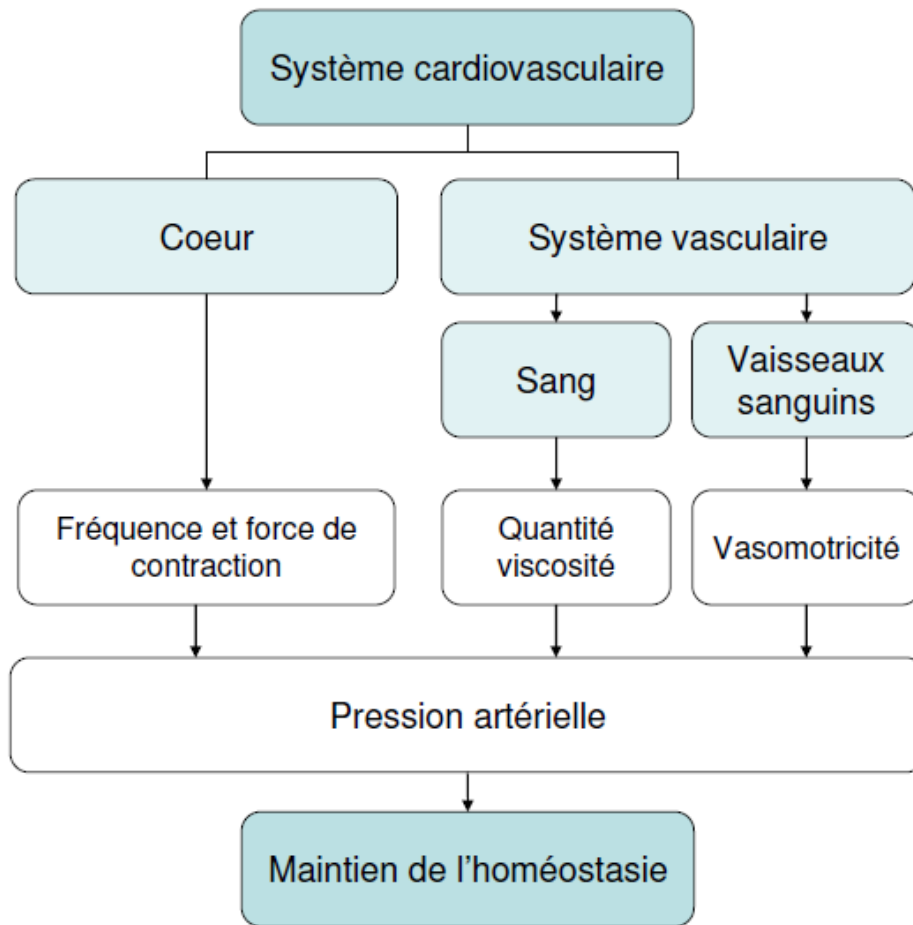 Système cardiovasculaire
Coeur
Système vasculaire
Sang
Vaisseaux
sanguins
Fréquence et force de
contraction
Quantité
viscosité
Vasomotricité
Pression artérielle
Maintien de l'homéostasie